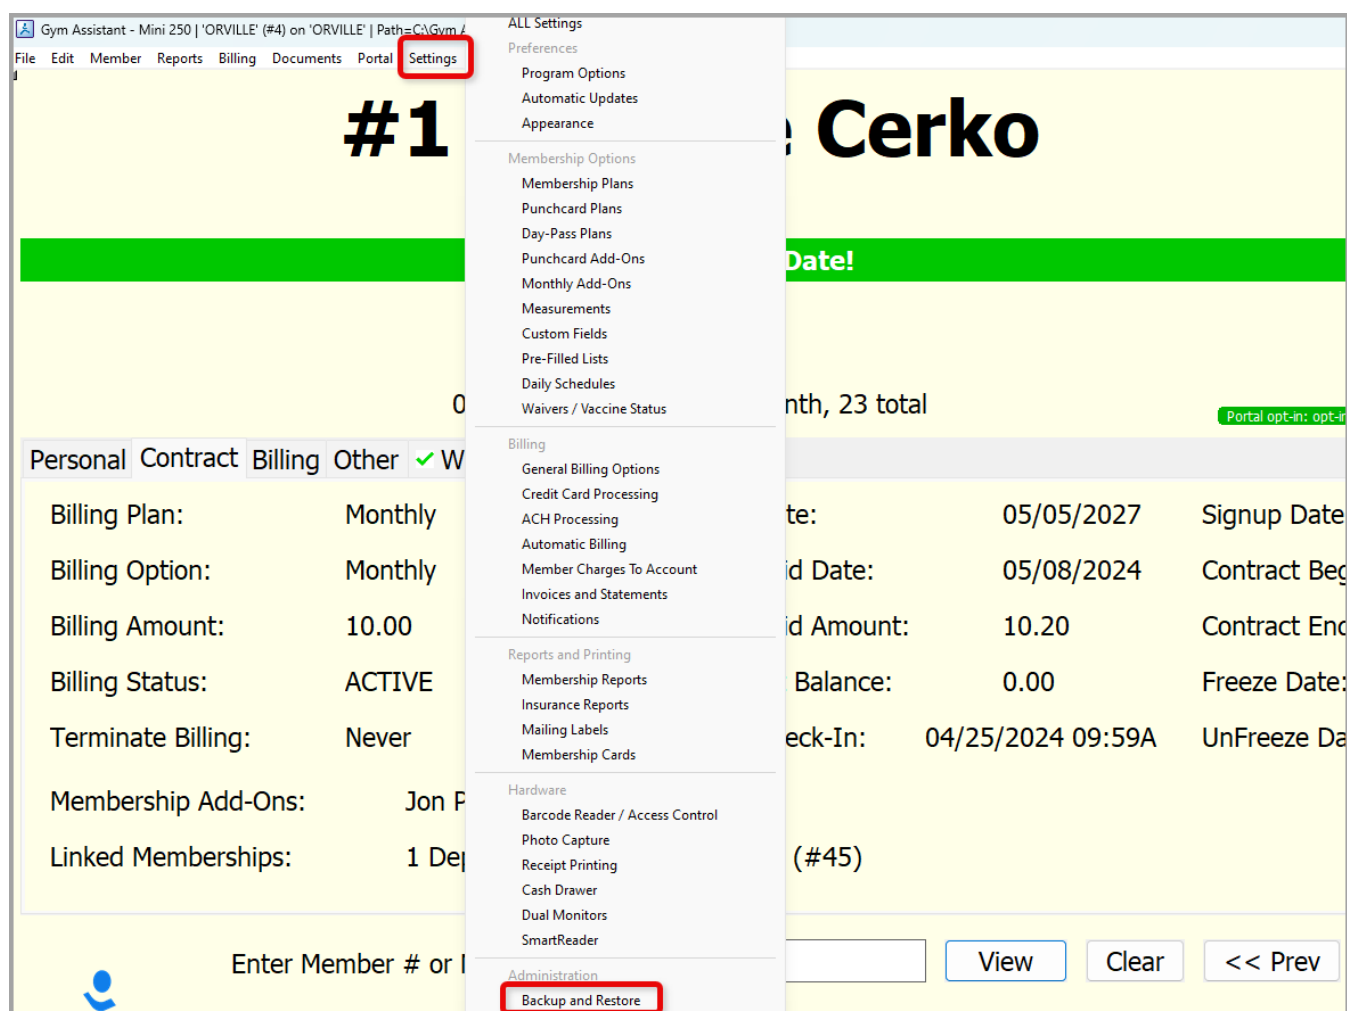 Gym Assistant - Mini 250 | 'ORVILLE' (#4) on 'ORVILLE' | Path=C:\Gym
File Edit Member Reports Billing Documents Portal Settings
ALL Settings
Preferences
Program Options
Automatic Updates
Appearance
Membership Options
Membership Plans
Punchcard Plans
Day-Pass Plans
Punchcard Add-Ons
Monthly Add-Ons
Measurements
Custom Fields
Pre-Filled Lists
Daily Schedules
Waivers / Vaccine Status
Billing
General Billing Options
Credit Card Processing
ACH Processing
Automatic Billing
Member Charges To Account
Invoices and Statements
Notifications
Reports and Printing
Membership Reports
Insurance Reports
Mailing Labels
Membership Cards
Hardware
Barcode Reader / Access Control
Photo Capture
Receipt Printing
Cash Drawer
Dual Monitors
SmartReader
Administration
Backup and Restore
#1 Cerko
Date!
0 nth, 23 total
Portal opt-in: opt-in
Personal Contract Billing Other W
Billing Plan: Monthly te: 05/05/2027 Signup Date
Billing Option: Monthly id Date: 05/08/2024 Contract Beg
Billing Amount: 10.00 id Amount: 10.20 Contract End
Billing Status: ACTIVE Balance: 0.00 Freeze Date:
Terminate Billing: Never eck-In: 04/25/2024 09:59A UnFreeze Da
Membership Add-Ons: Jon P
Linked Memberships: 1 Dep (#45)
Enter Member # or View Clear << Prev